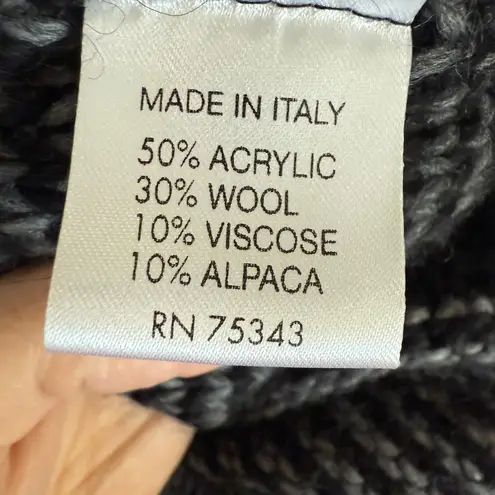 MADE IN ITALY
50% ACRYLIC
30% WOOL
10% VISCOSE
10% ALPACA
RN 75343